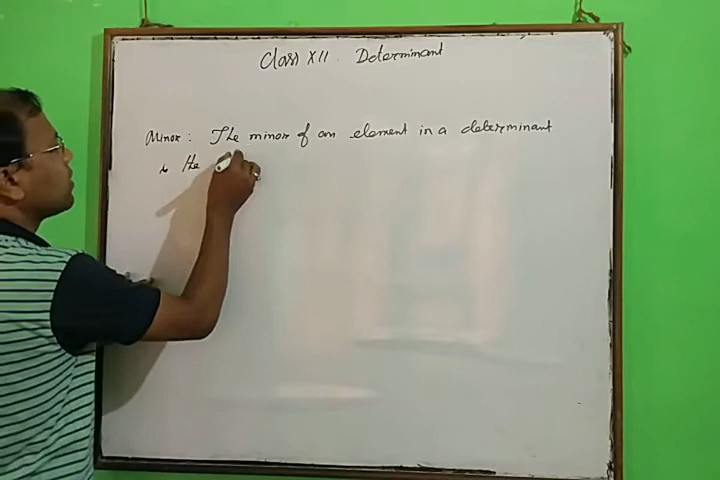 Class XII. Determinant
Minor: The minor of an element in a determinant
is the